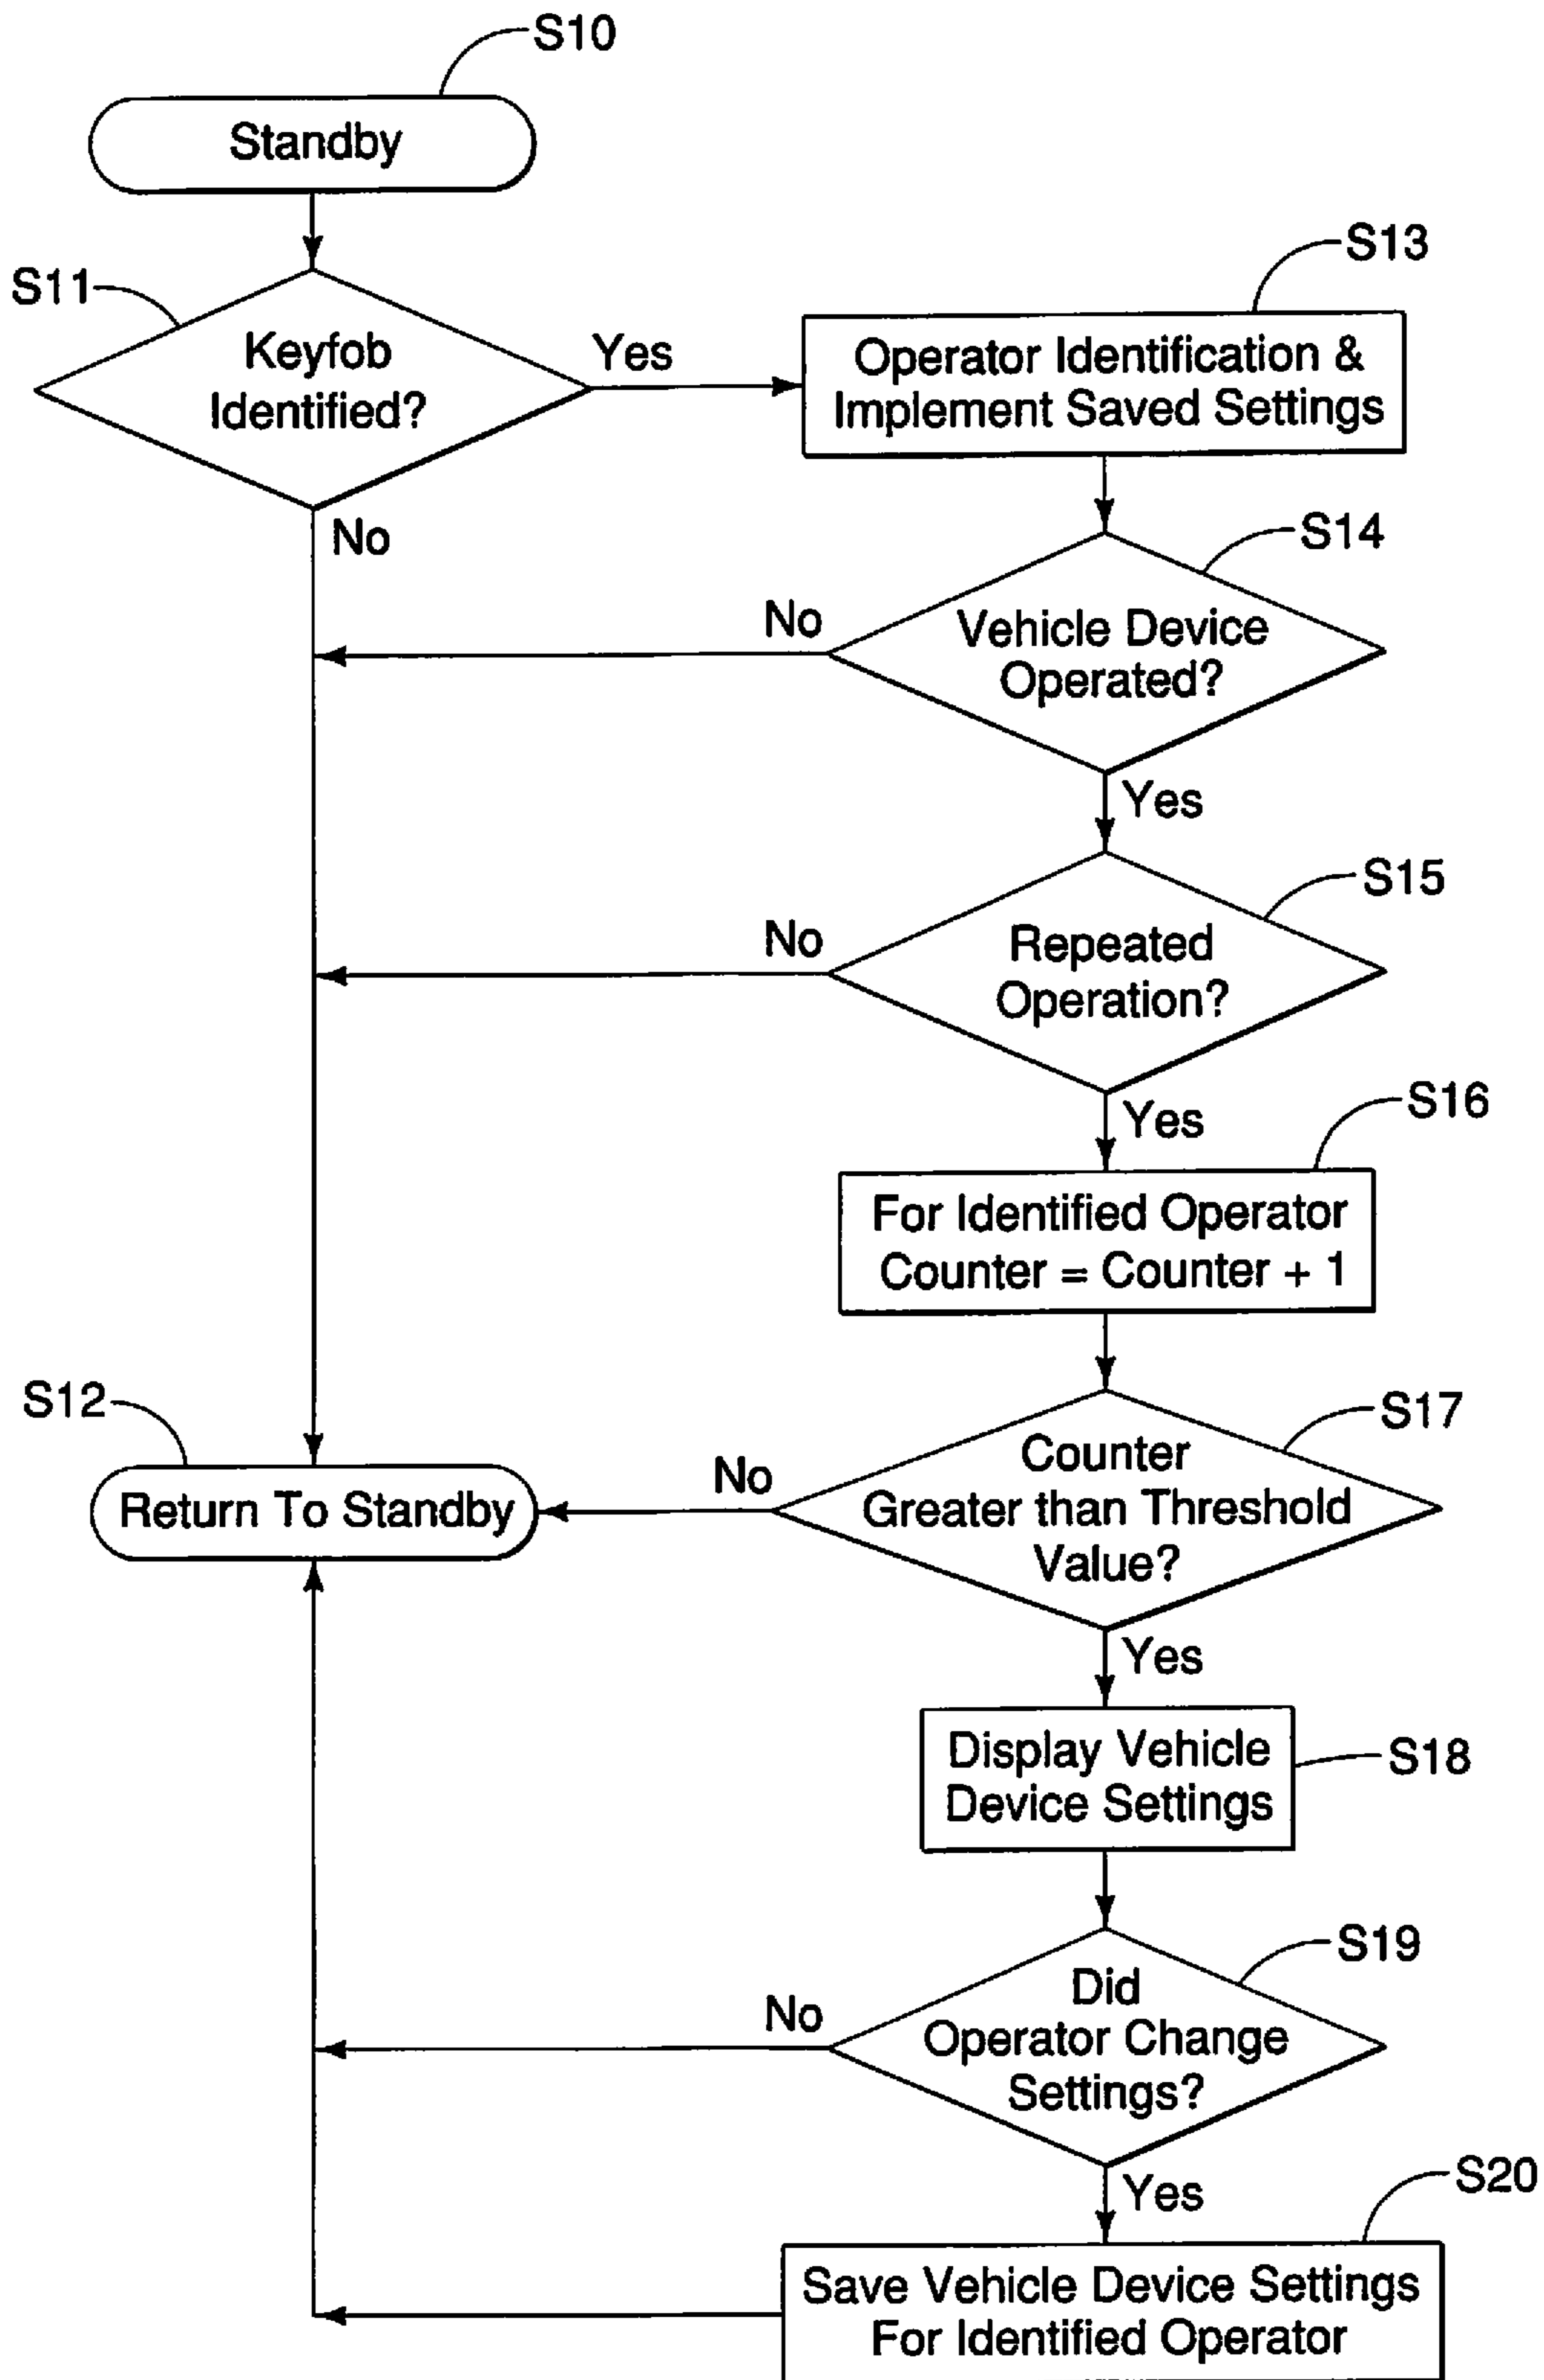 S10
Standby
S11
Keyfob
Identified?
Yes
No
S13
Operator Identification &
Implement Saved Settings
S14
Vehicle Device
Operated?
No
Yes
S15
Repeated
Operation?
No
Yes
S16
For Identified Operator
Counter = Counter + 1
S12
Return To Standby
S17
Counter
Greater than Threshold
Value?
No
Yes
Display Vehicle
Device Settings
S18
S19
Did
Operator Change
Settings?
No
Yes
S20
Save Vehicle Device Settings
For Identified Operator